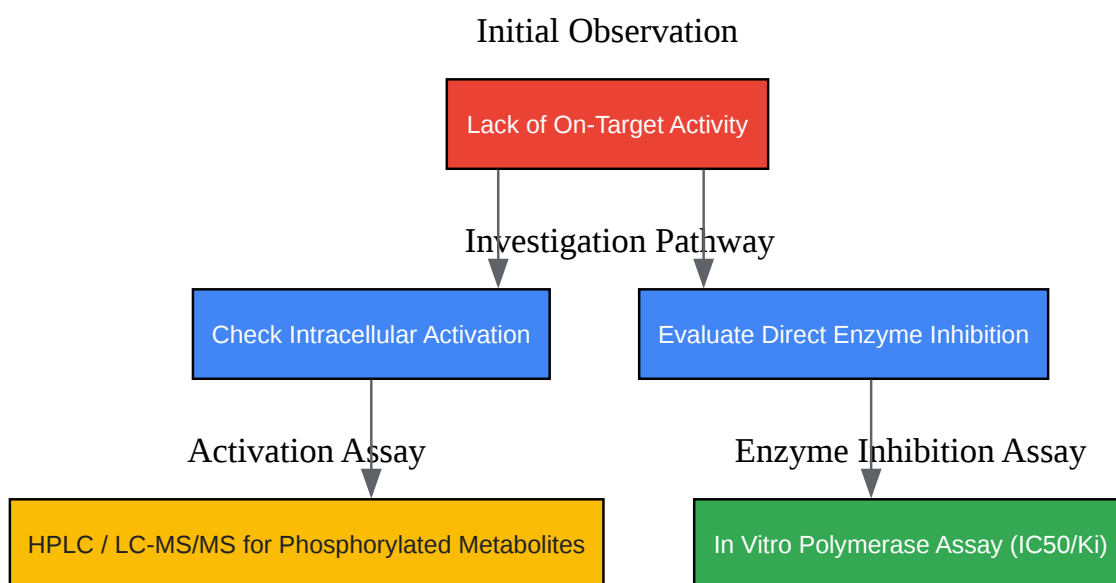 Initial Observation
Lack of On-Target Activity
Investigation Pathway
Check Intracellular Activation
Evaluate Direct Enzyme Inhibition
Activation Assay
Enzyme Inhibition Assay
HPLC / LC-MS/MS for Phosphorylated Metabolites
In Vitro Polymerase Assay (IC50/Ki)